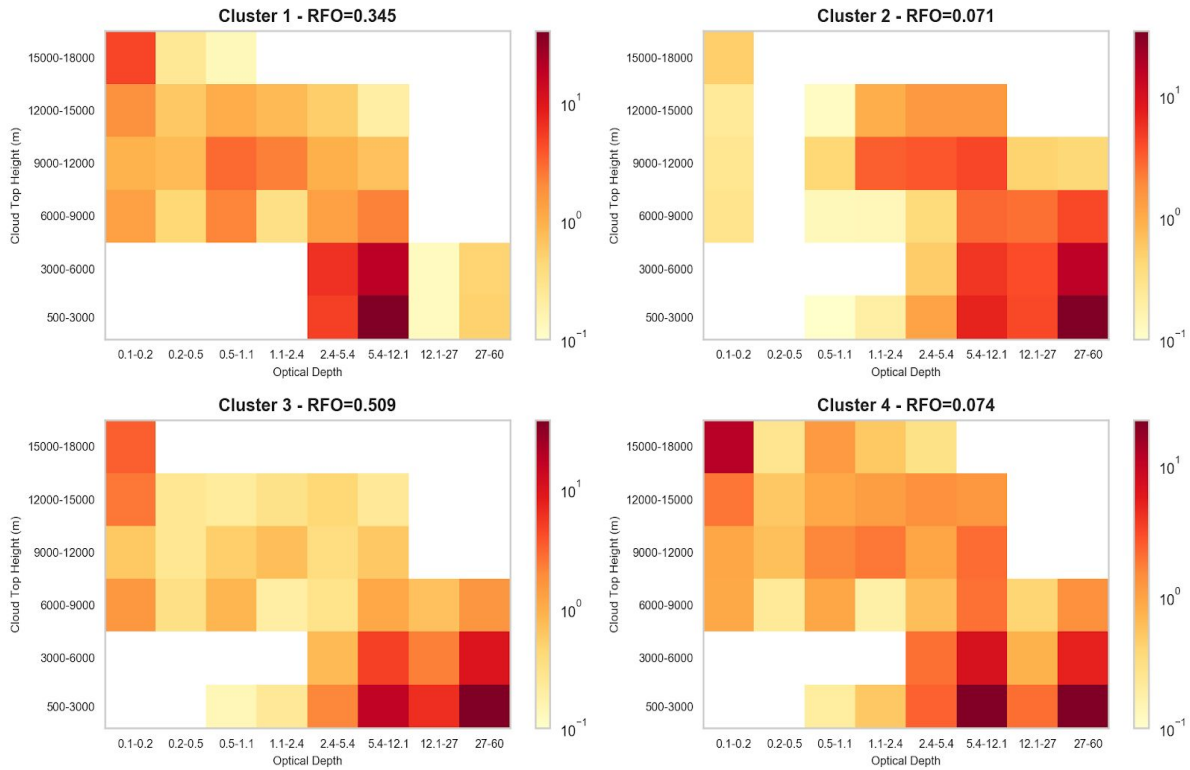 Cluster 1 - RFO=0.345
Cloud Top Height (m)
15000-18000
12000-15000
9000-12000
6000-9000
3000-6000
500-3000
0.1-0.2 0.2-0.5 0.5-1.1 1.1-2.4 2.4-5.4 5.4-12.1 12.1-27 27-60
Optical Depth
10^1
10^0
10^-1
Cluster 2 - RFO=0.071
Cloud Top Height (m)
15000-18000
12000-15000
9000-12000
6000-9000
3000-6000
500-3000
0.1-0.2 0.2-0.5 0.5-1.1 1.1-2.4 2.4-5.4 5.4-12.1 12.1-27 27-60
Optical Depth
10^1
10^0
10^-1
Cluster 3 - RFO=0.509
Cloud Top Height (m)
15000-18000
12000-15000
9000-12000
6000-9000
3000-6000
500-3000
0.1-0.2 0.2-0.5 0.5-1.1 1.1-2.4 2.4-5.4 5.4-12.1 12.1-27 27-60
Optical Depth
10^1
10^0
10^-1
Cluster 4 - RFO=0.074
Cloud Top Height (m)
15000-18000
12000-15000
9000-12000
6000-9000
3000-6000
500-3000
0.1-0.2 0.2-0.5 0.5-1.1 1.1-2.4 2.4-5.4 5.4-12.1 12.1-27 27-60
Optical Depth
10^1
10^0
10^-1